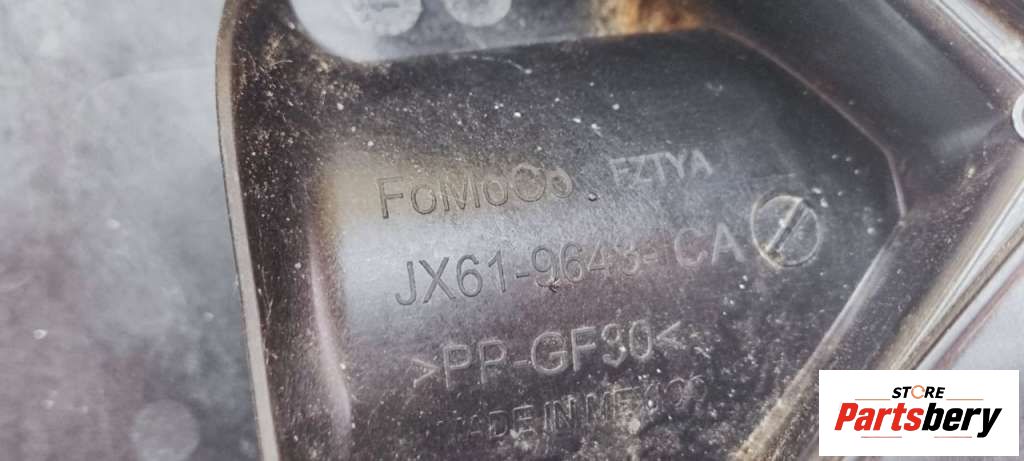 FoMoCo FZTYA
JX61-9643-CA
>PP-GF30<
MADE IN MEXICO
STORE
Partsbery